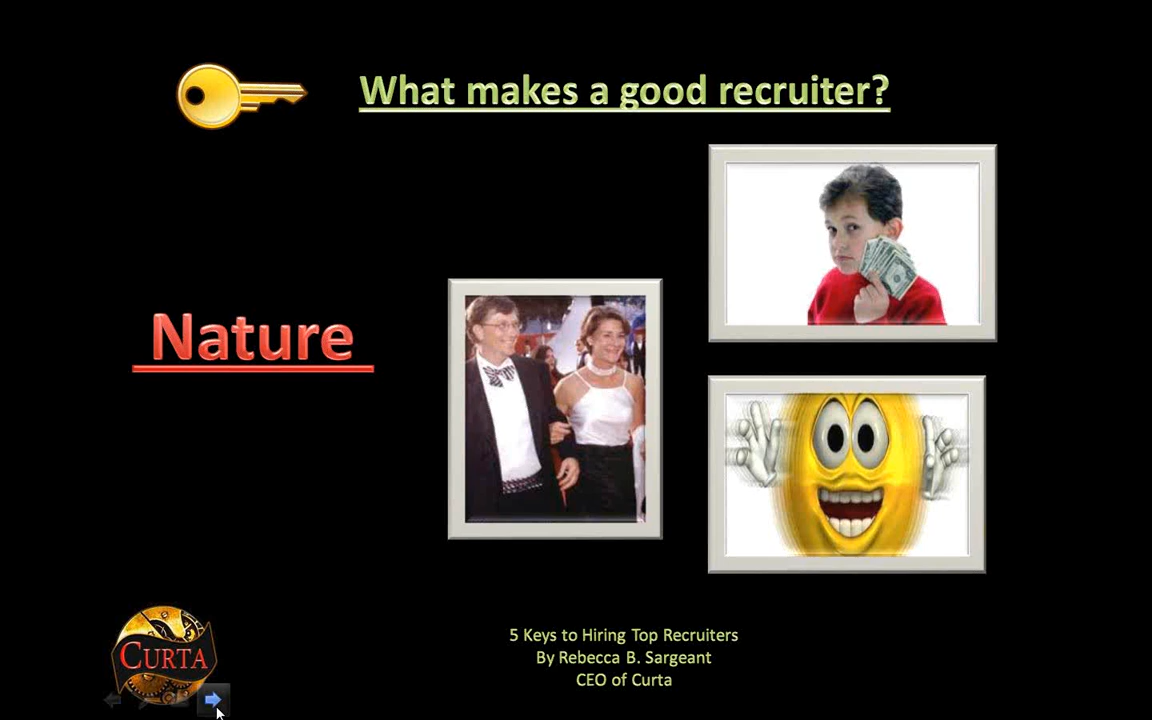 What makes a good recruiter?
Nature
5 Keys to Hiring Top Recruiters
By Rebecca B. Sargeant
CEO of Curta
CURTA